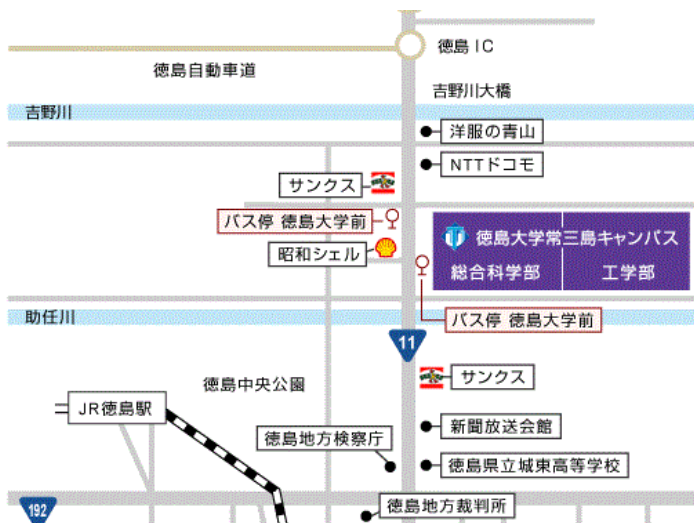 徳島IC
徳島自動車道
吉野川大橋
吉野川
洋服の青山
NTTドコモ
サンクス
バス停 徳島大学前
徳島大学常三島キャンパス
昭和シェル
総合科学部
工学部
助任川
バス停 徳島大学前
11
サンクス
徳島中央公園
JR徳島駅
新聞放送会館
徳島地方検察庁
徳島県立城東高等学校
192
徳島地方裁判所